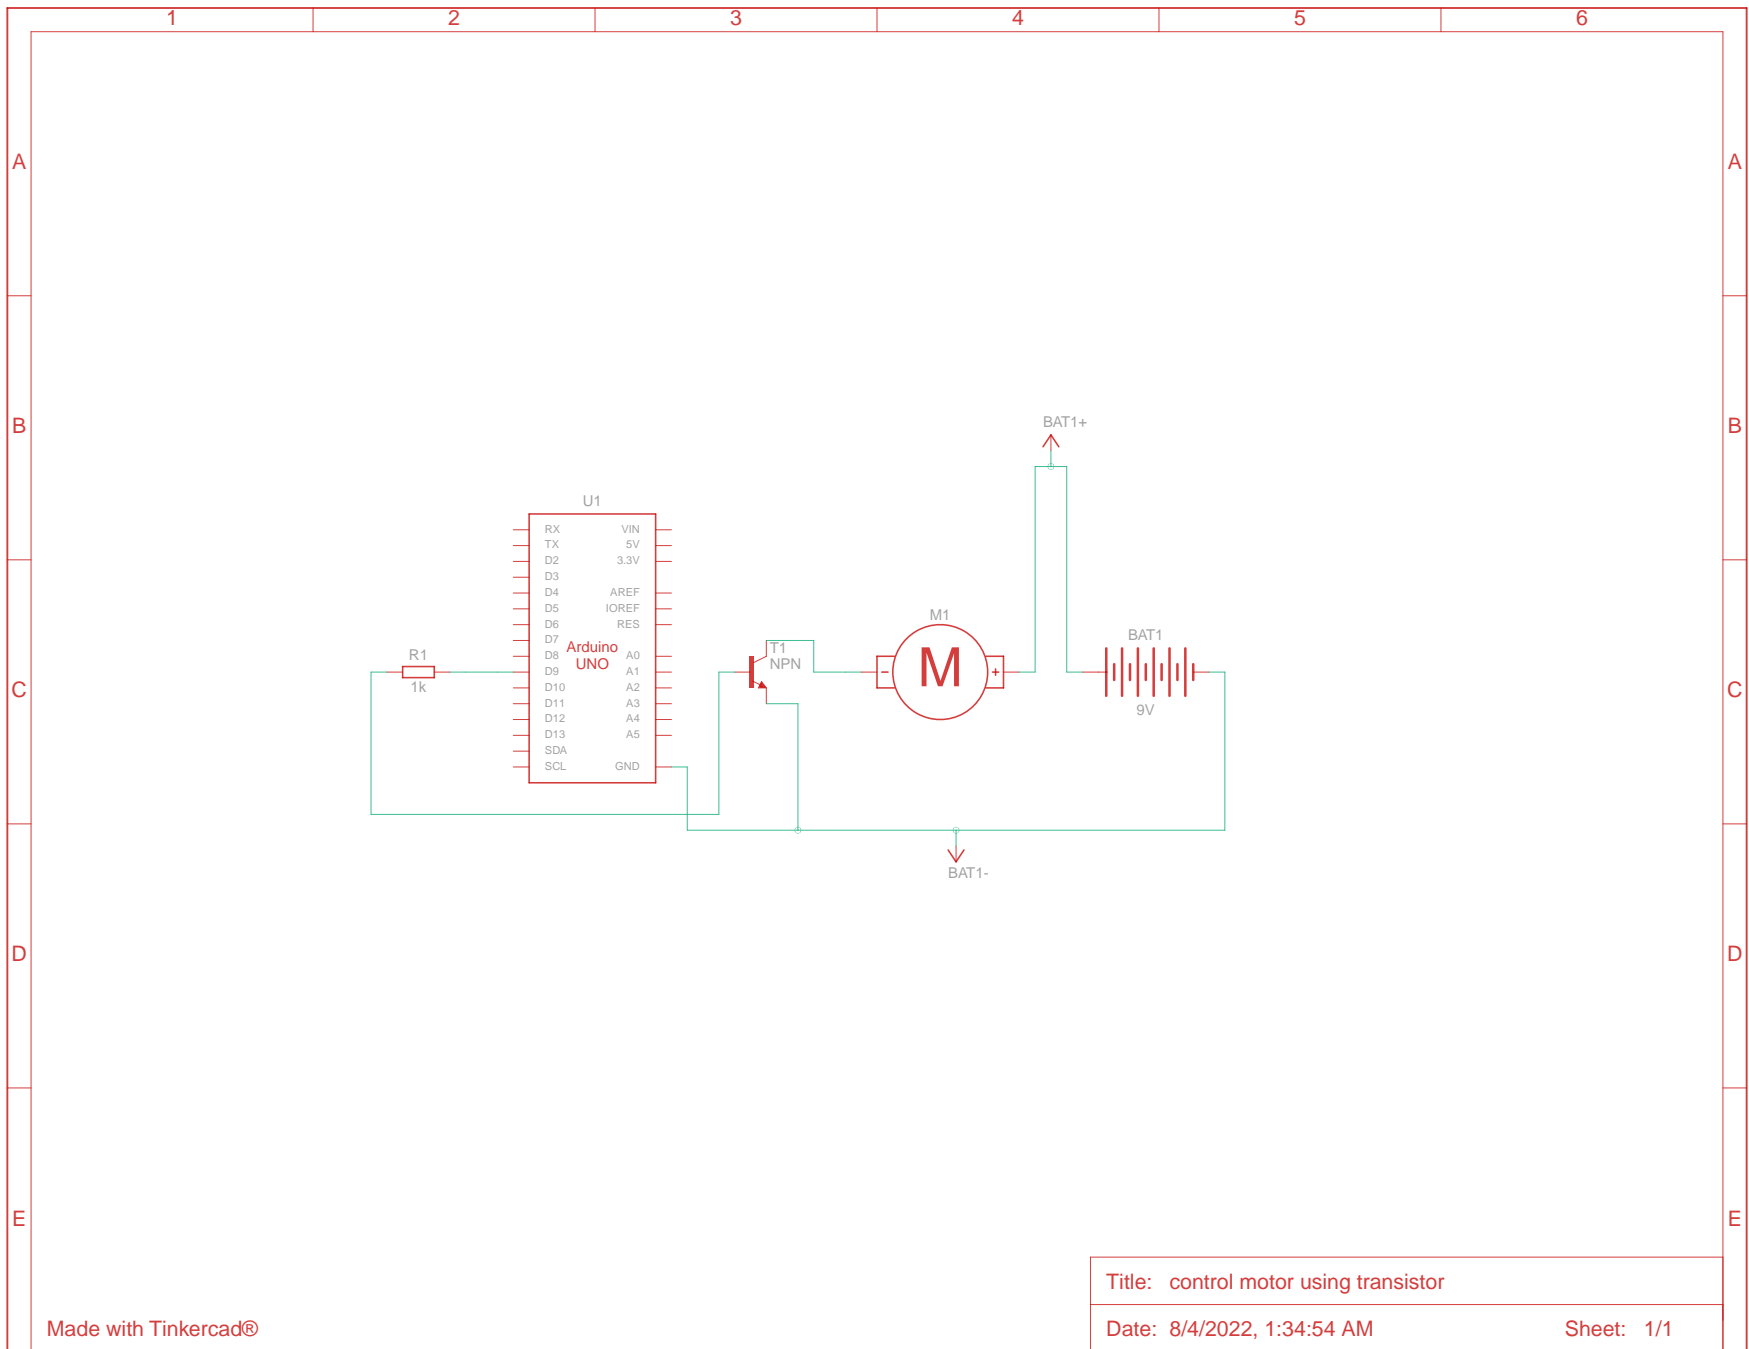 1 2 3 4 5 6
A A
B B
BAT1+
U1
RX VIN
TX 5V
D2 3.3V
D3
D4 AREF
D5 IOREF
D6 RES
D7
D8 A0
D9 A1
D10 A2
D11 A3
D12 A4
D13 A5
SDA
SCL GND
Arduino
UNO
R1
1k
T1
NPN
M1
- M +
BAT1
9V
C C
BAT1-
D D
E E
Title: control motor using transistor
Made with Tinkercad®
Date: 8/4/2022, 1:34:54 AM Sheet: 1/1